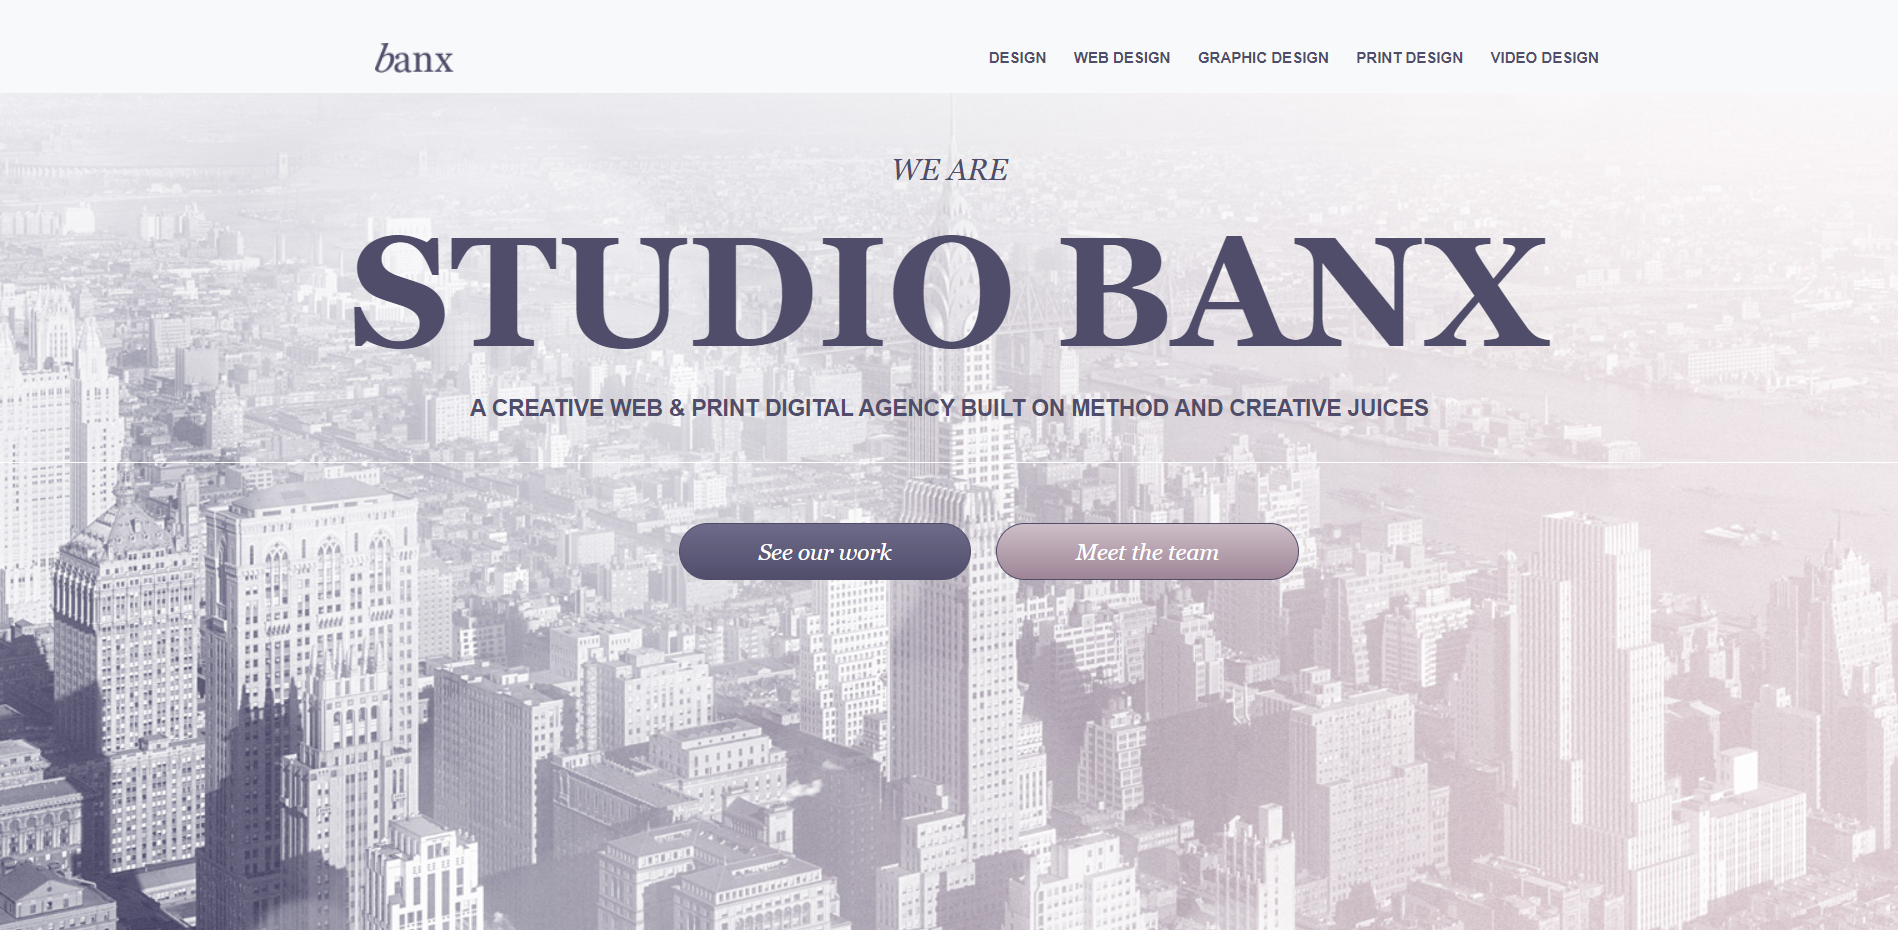 banx
DESIGN WEB DESIGN GRAPHIC DESIGN PRINT DESIGN VIDEO DESIGN
WE ARE
STUDIO BANX
A CREATIVE WEB & PRINT DIGITAL AGENCY BUILT ON METHOD AND CREATIVE JUICES
See our work Meet the team